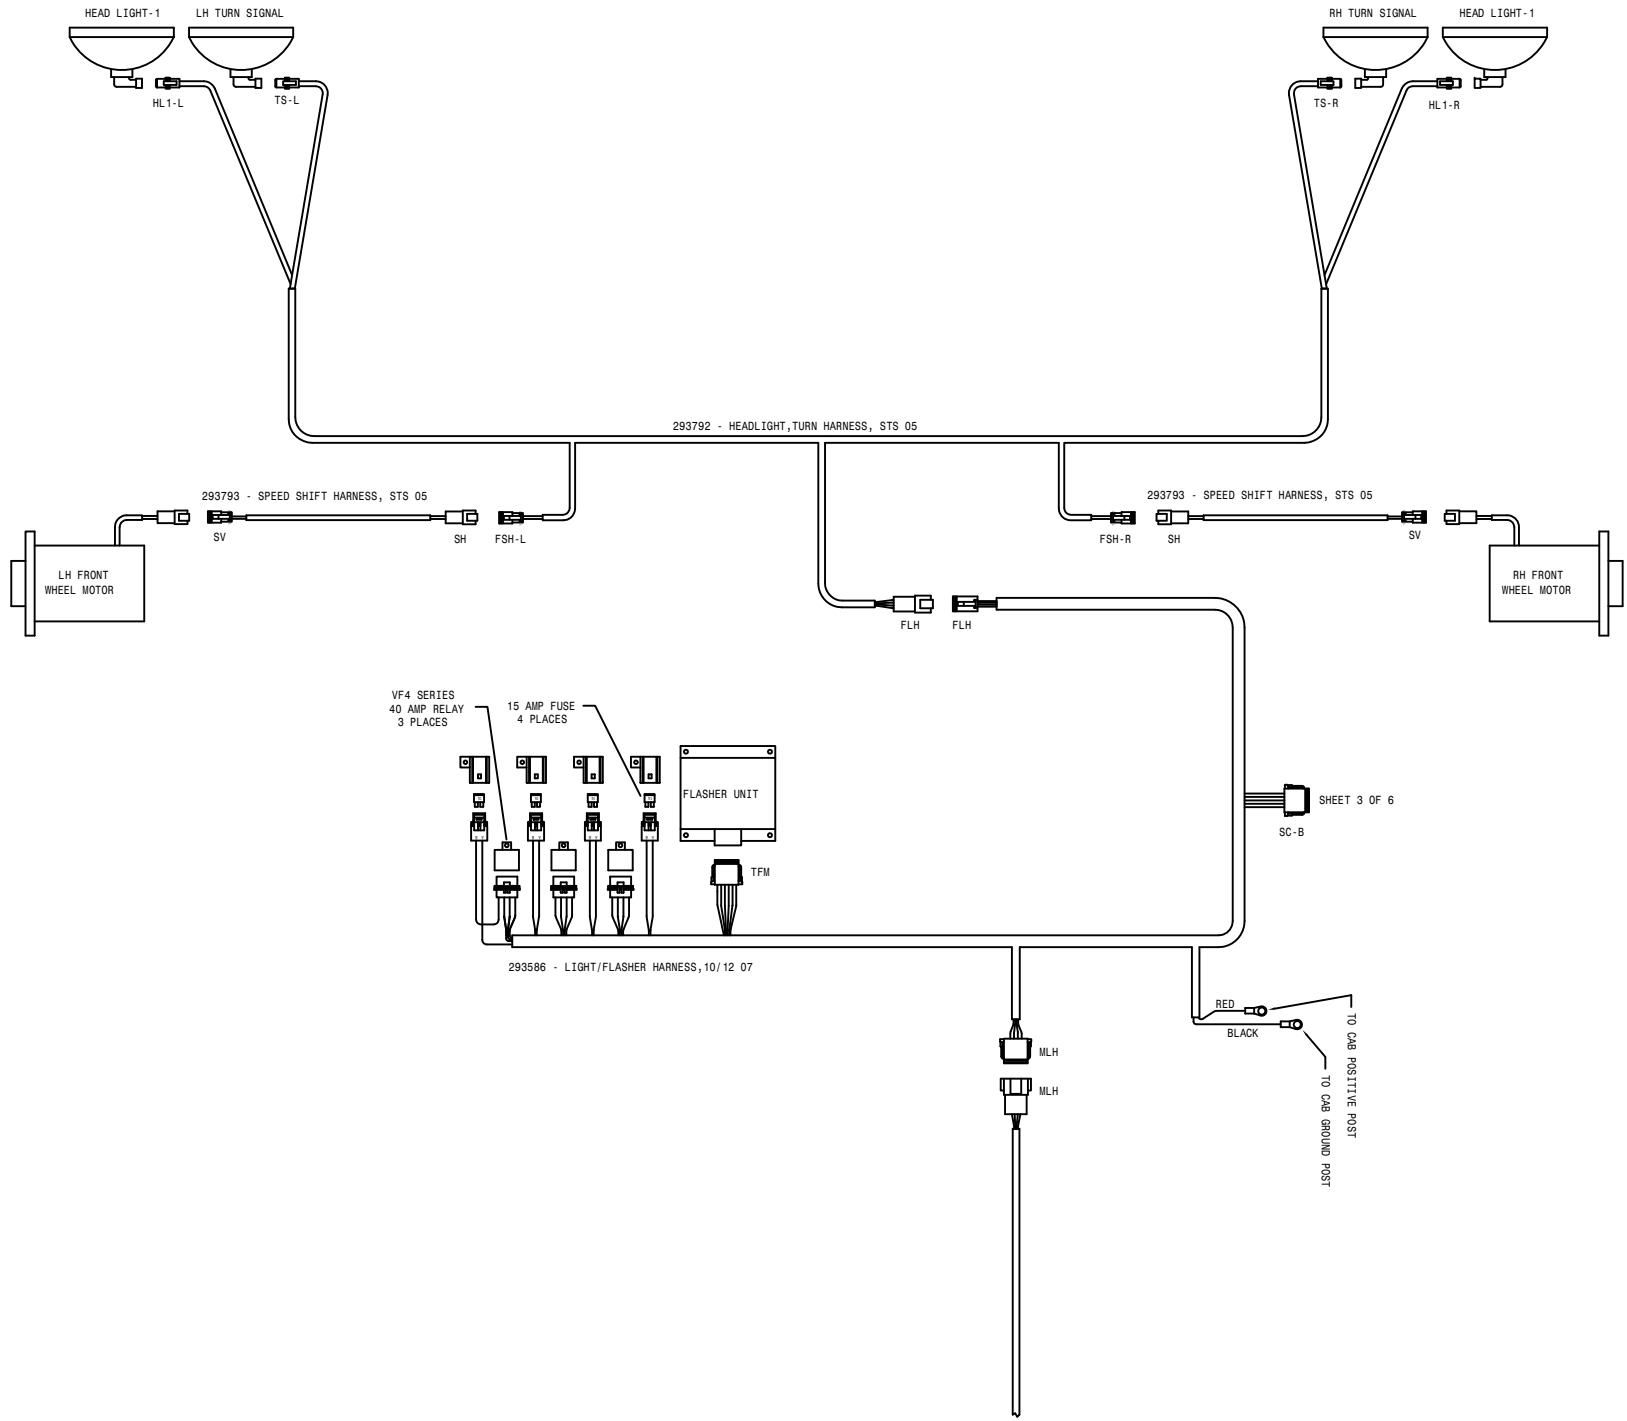 HEAD LIGHT-1
LH TURN SIGNAL
RH TURN SIGNAL
HEAD LIGHT-1
HL1-L
TS-L
TS-R
HL1-R
293792 - HEADLIGHT,TURN HARNESS, STS 05
293793 - SPEED SHIFT HARNESS, STS 05
293793 - SPEED SHIFT HARNESS, STS 05
SV
SH
FSH-L
FSH-R
SH
SV
LH FRONT
WHEEL MOTOR
RH FRONT
WHEEL MOTOR
FLH
FLH
VF4 SERIES
40 AMP RELAY
3 PLACES
15 AMP FUSE
4 PLACES
FLASHER UNIT
SHEET 3 OF 6
SC-B
TFM
293586 - LIGHT/FLASHER HARNESS,10/12 07
RED
BLACK
TO CAB POSITIVE POST
TO CAB GROUND POST
MLH
MLH